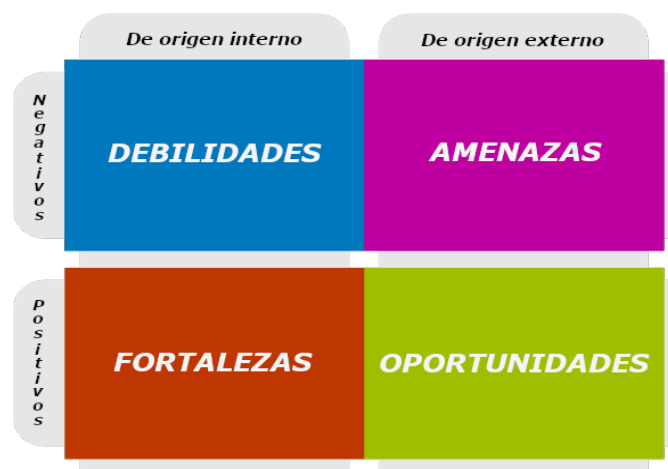 De origen interno
De origen externo
Negativos
DEBILIDADES
AMENAZAS
Positivos
FORTALEZAS
OPORTUNIDADES